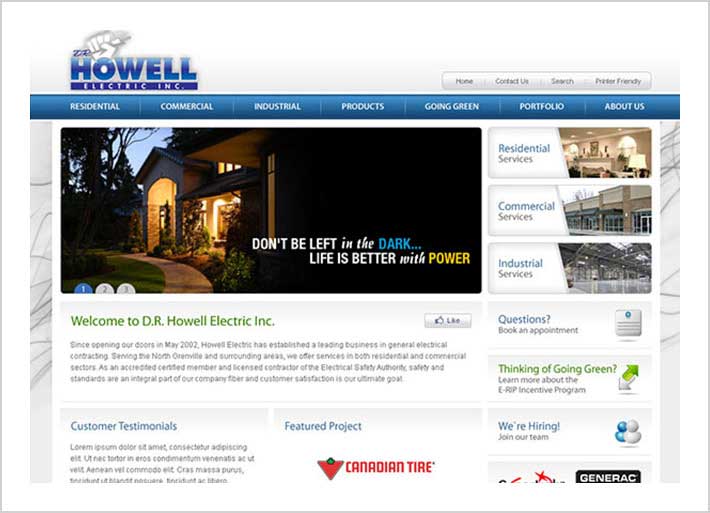 D.R.
HOWELL
ELECTRIC INC.
Home
Contact Us
Search
Printer Friendly
RESIDENTIAL
COMMERCIAL
INDUSTRIAL
PRODUCTS
GOING GREEN
PORTFOLIO
ABOUT US
DON'T BE LEFT in the DARK...
LIFE IS BETTER with POWER
1 2 3
Residential
Services
Commercial
Services
Industrial
Services
Welcome to D.R. Howell Electric Inc.
Like
Since opening our doors in May 2002, Howell Electric has established a leading business in general electrical
contracting. Serving the North Grenville and surrounding areas, we offer services in both residential and commercial
sectors. As an accredited certified member and licensed contractor of the Electrical Safety Authority, safety and
standards are an integral part of our company fiber and customer satisfaction is our ultimate goal.
Questions?
Book an appointment
Thinking of Going Green?
Learn more about the
E-RIP Incentive Program
We're Hiring!
Join our team
Customer Testimonials
Lorem ipsum dolor sit amet, consectetur adipiscing
elit. Ut nec tortor in eros condimentum venenatis ac ut
velit. Aenean vel commodo elit. Cras massa purus,
tincidunt ut blandit posuere, tincidunt ac libero.
Featured Project
CANADIAN TIRE
GENERAC